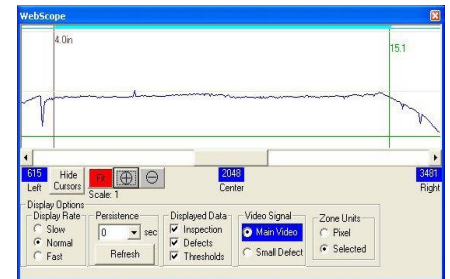 WebScope
4.0in
15.1
615 Hide Cursors Fit 2048 3481
Left Scale: 1 Center Right
Display Options
Display Rate Persistence Displayed Data Video Signal Zone Units
Slow 0 sec Inspection Main Video Pixel
Normal Defects Selected
Fast Refresh Thresholds Small Defect